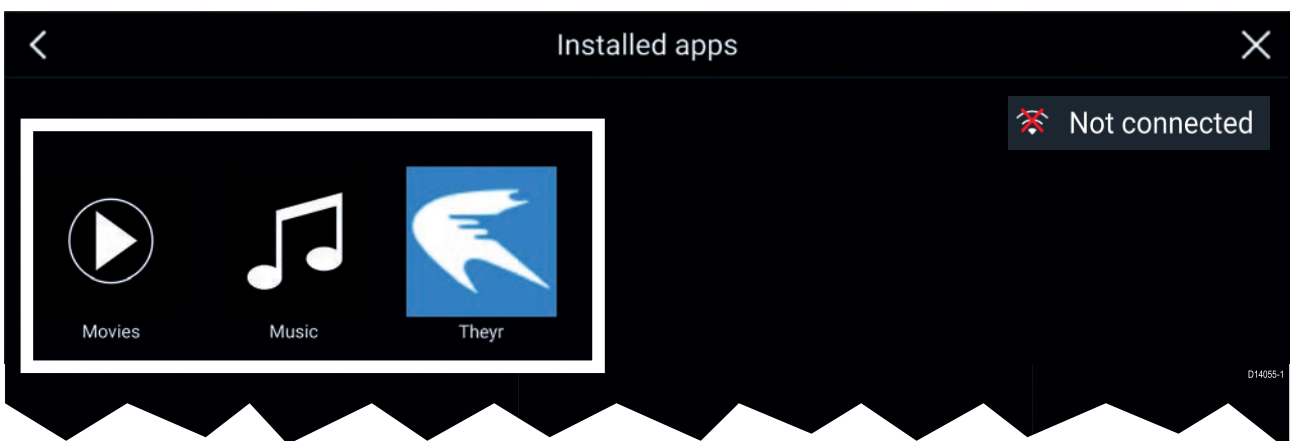 Installed apps
Not connected
Movies
Music
Theyr
D14055-1